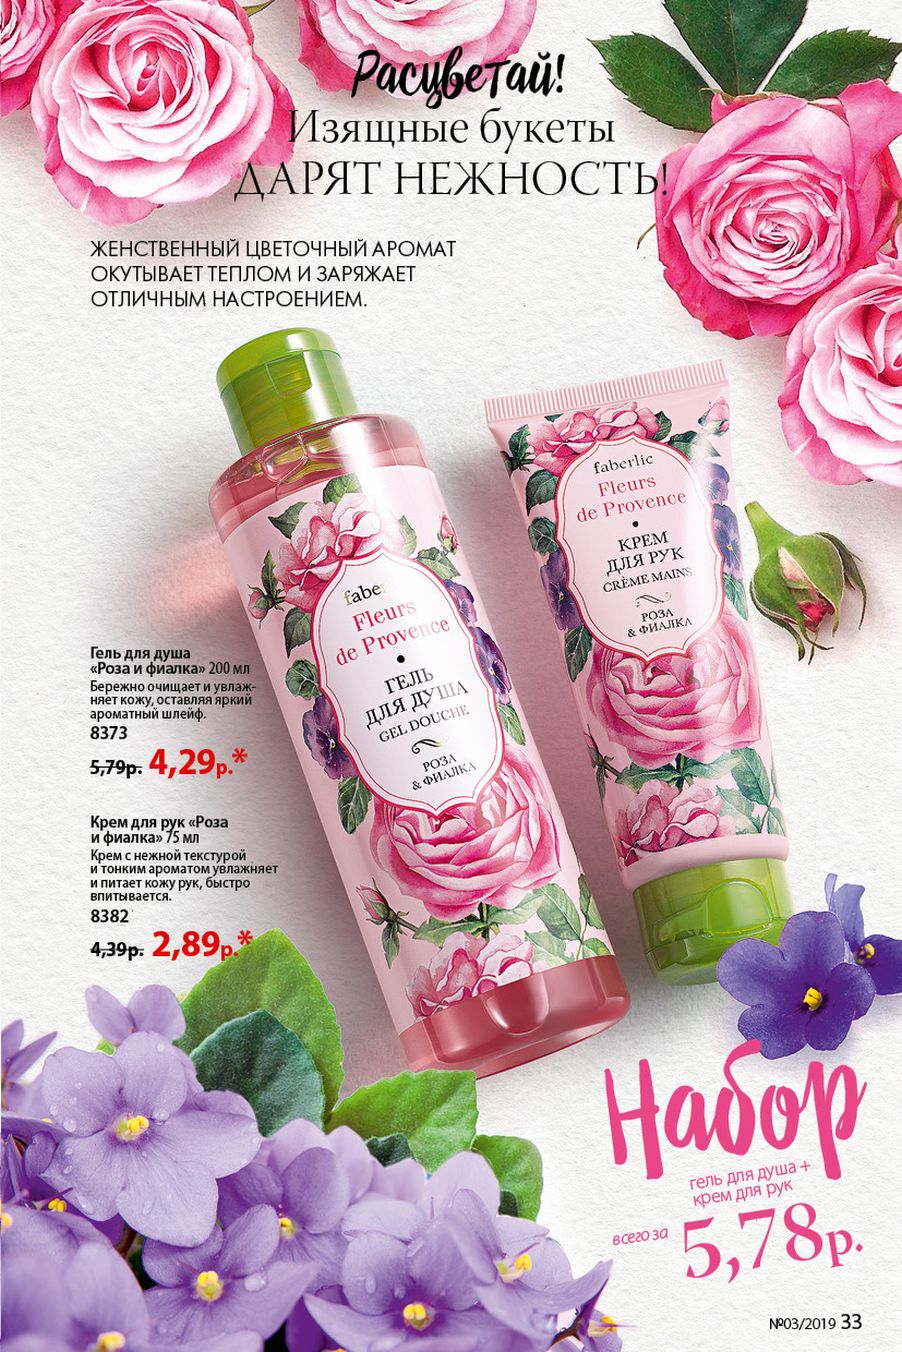 Расцветай!
Изящные букеты
ДАРЯТ НЕЖНОСТЬ!
ЖЕНСТВЕННЫЙ ЦВЕТОЧНЫЙ АРОМАТ
ОКУТЫВАЕТ ТЕПЛОМ И ЗАРЯЖАЕТ
ОТЛИЧНЫМ НАСТРОЕНИЕМ.
faberlic
Fleurs
de Provence
КРЕМ
ДЛЯ РУК
CRÈME MAINS
РОЗА
& ФИАЛКА
faberlic
Fleurs
de Provence
ГЕЛЬ
ДЛЯ ДУША
GEL DOUCHE
РОЗА
& ФИАЛКА
Гель для душа
«Роза и фиалка» 200 мл
Бережно очищает и увлаж-
няет кожу, оставляя яркий
ароматный шлейф.
8373
5,79р. 4,29р.*
Крем для рук «Роза
и фиалка» 75 мл
Крем с нежной текстурой
и тонким ароматом увлажняет
и питает кожу рук, быстро
впитывается.
8382
4,39р. 2,89р.*
Набор
гель для душа +
крем для рук
всего за 5,78р.
№03/2019 33